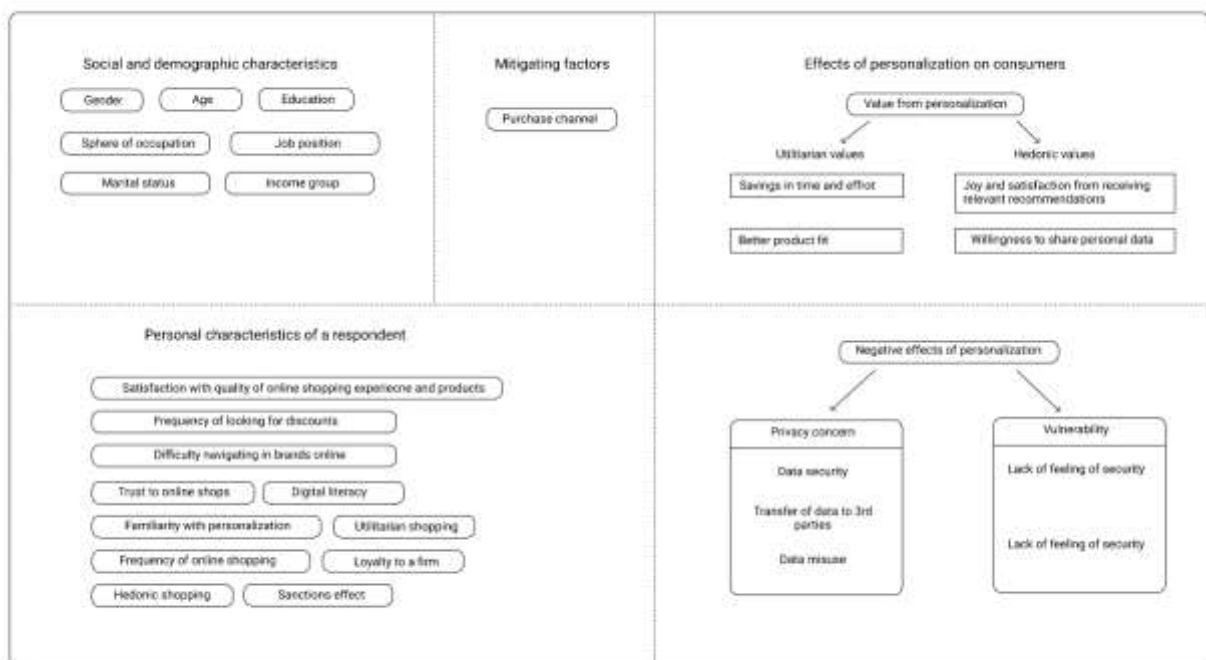 Social and demographic characteristics
Gender
Age
Education
Sphere of occupation
Job position
Marital status
Income group
Mitigating factors
Purchase channel
Effects of personalization on consumers
Value from personalization
Utilitarian values
Hedonic values
Savings in time and effrot
Joy and satisfaction from receiving
relevant recommendations
Better product fit
Willingness to share personal data
Personal characteristics of a respondent
Satisfaction with quality of online shopping experiecne and products
Frequency of looking for discounts
Difficulty navigating in brands online
Trust to online shops
Digital literacy
Familiarity with personalization
Utilitarian shopping
Frequency of online shopping
Loyalty to a firm
Hedonic shopping
Sanctions effect
Negative effects of personalization
Privacy concern
Data security
Transfer of data to 3rd
parties
Data misuse
Vulnerability
Lack of feeling of security
Lack of feeling of security